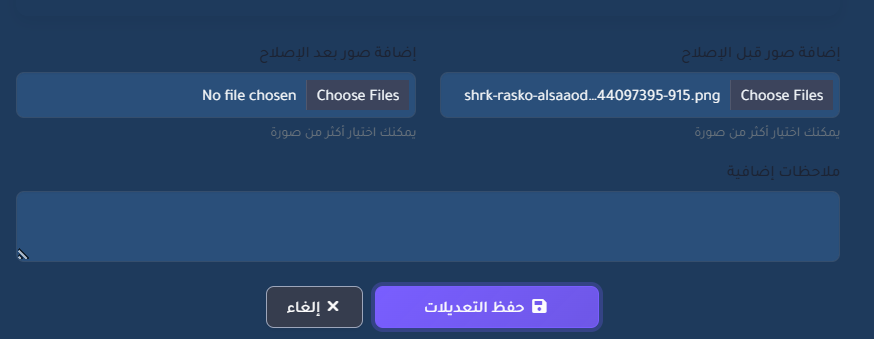 إضافة صور قبل الإصلاح
إضافة صور بعد الإصلاح
Choose Files shrk-rasko-alsaaod...44097395-915.png
Choose Files No file chosen
يمكنك اختيار أكثر من صورة
يمكنك اختيار أكثر من صورة
ملاحظات إضافية
حفظ التعديلات
إلغاء